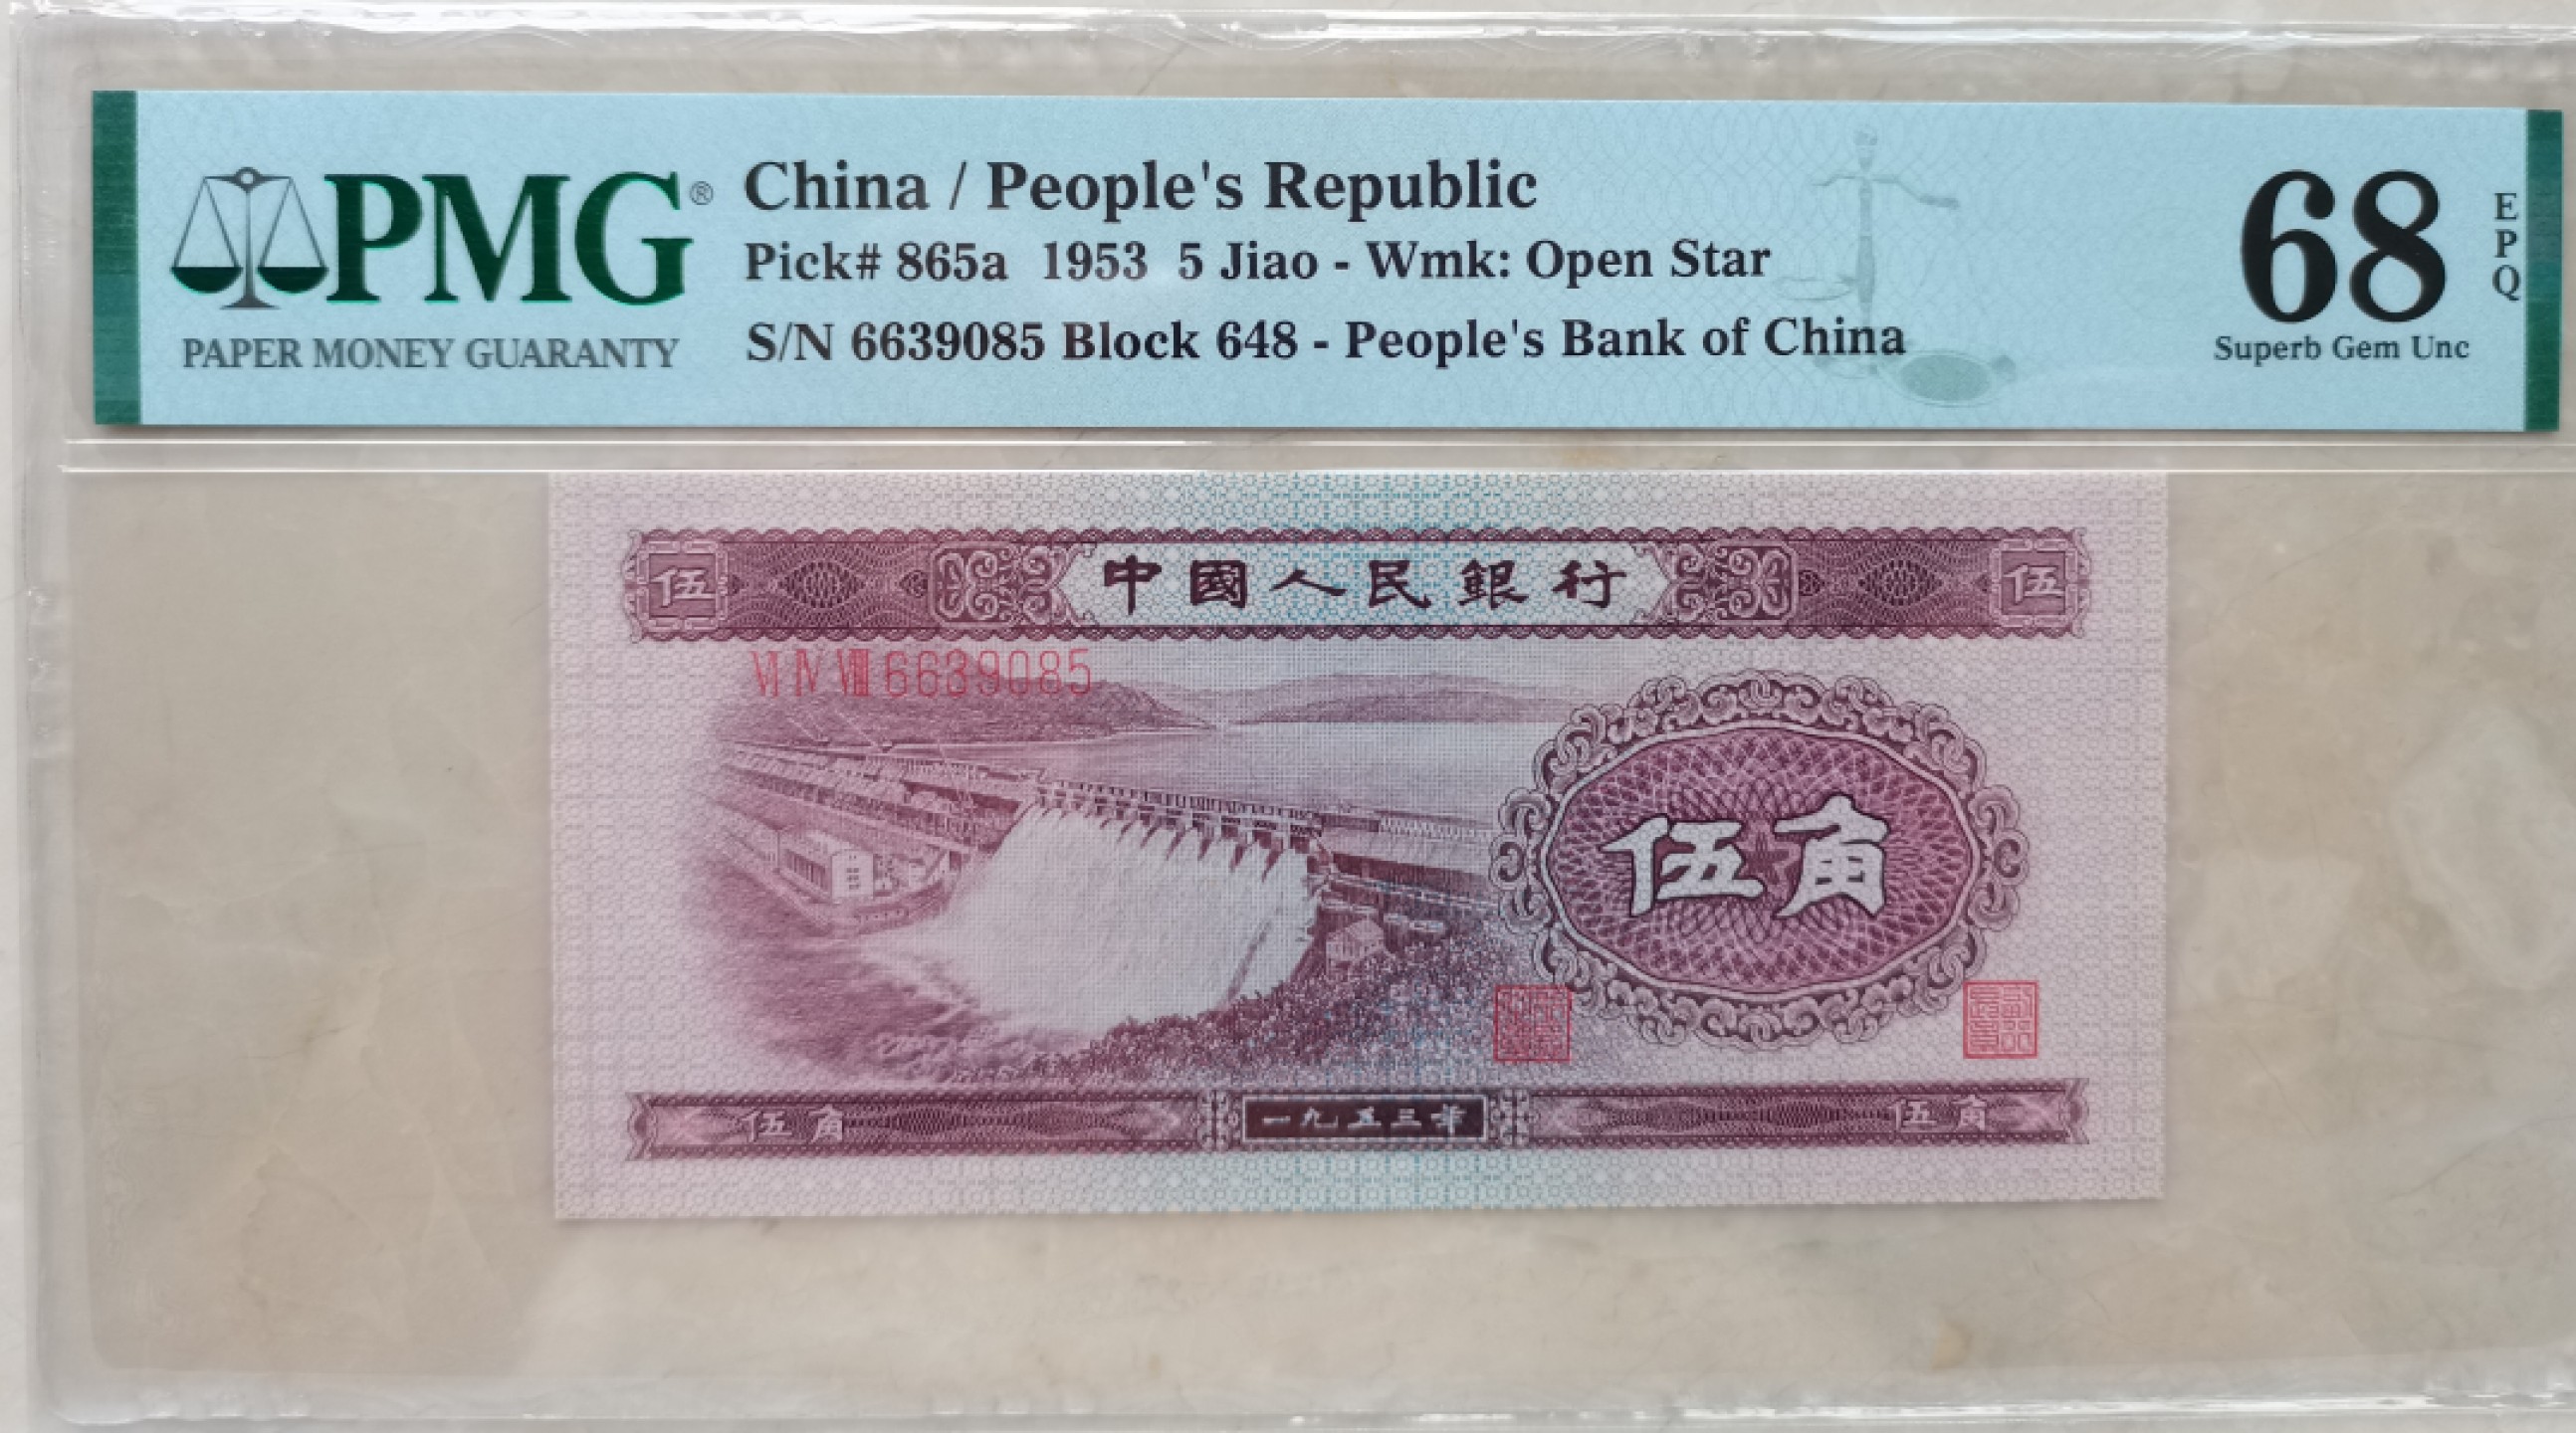 PMG®
PAPER MONEY GUARANTY
China / People's Republic
Pick# 865a 1953 5 Jiao - Wmk: Open Star
S/N 6639085 Block 648 - People's Bank of China
68
EPQ
Superb Gem Unc
伍 中國人民銀行 伍
Ⅵ Ⅳ Ⅷ 6639085
伍角
伍角 一九五三年 伍角